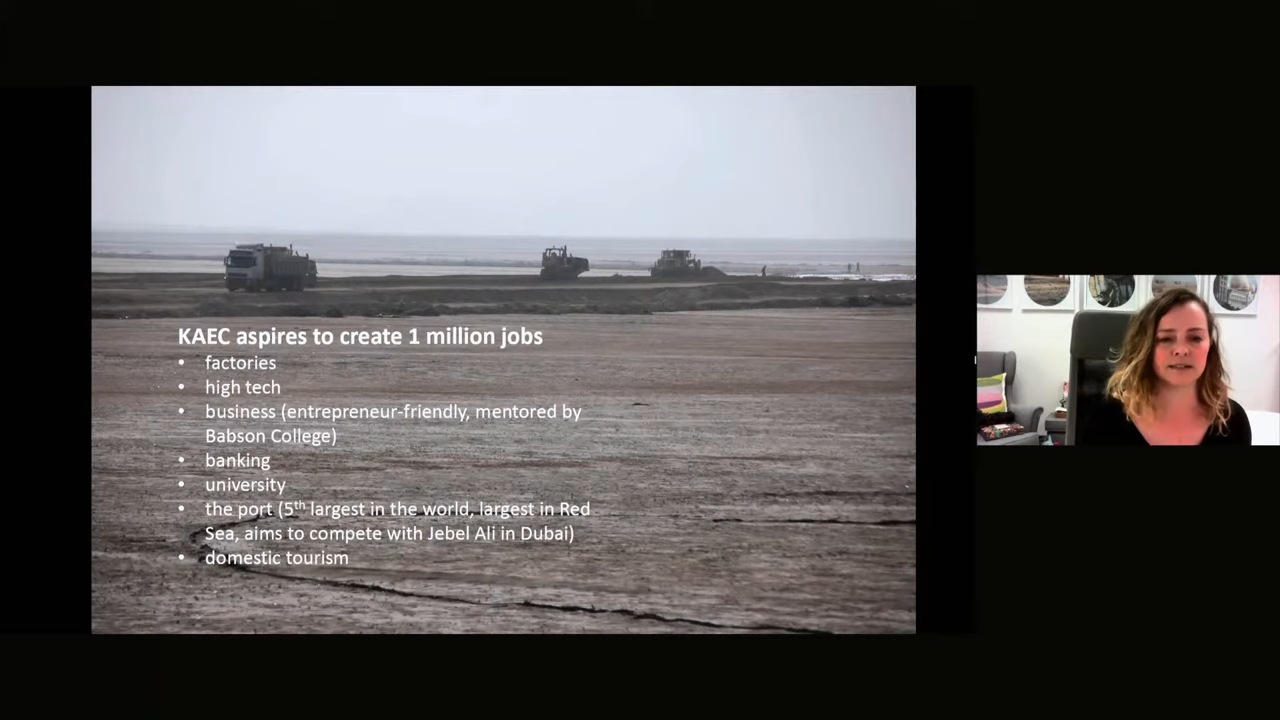 KAEC aspires to create 1 million jobs
• factories
• high tech
• business (entrepreneur-friendly, mentored by
Babson College)
• banking
• university
• the port (5th largest in the world, largest in Red
Sea, aims to compete with Jebel Ali in Dubai)
• domestic tourism